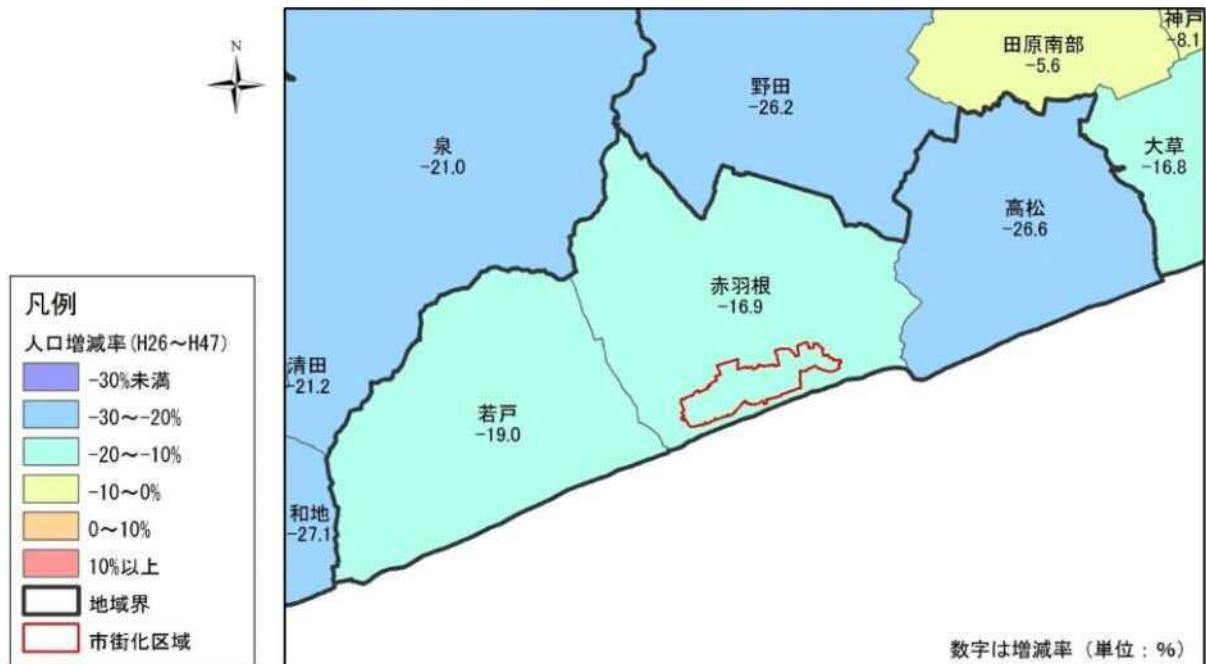 N
神戸
-8.1
田原南部
-5.6
野田
-26.2
泉
-21.0
大草
-16.8
高松
-26.6
赤羽根
-16.9
清田
-21.2
若戸
-19.0
和地
-27.1
凡例
人口増減率(H26～H47)
-30%未満
-30～-20%
-20～-10%
-10～0%
0～10%
10%以上
地域界
市街化区域
数字は増減率（単位：%）